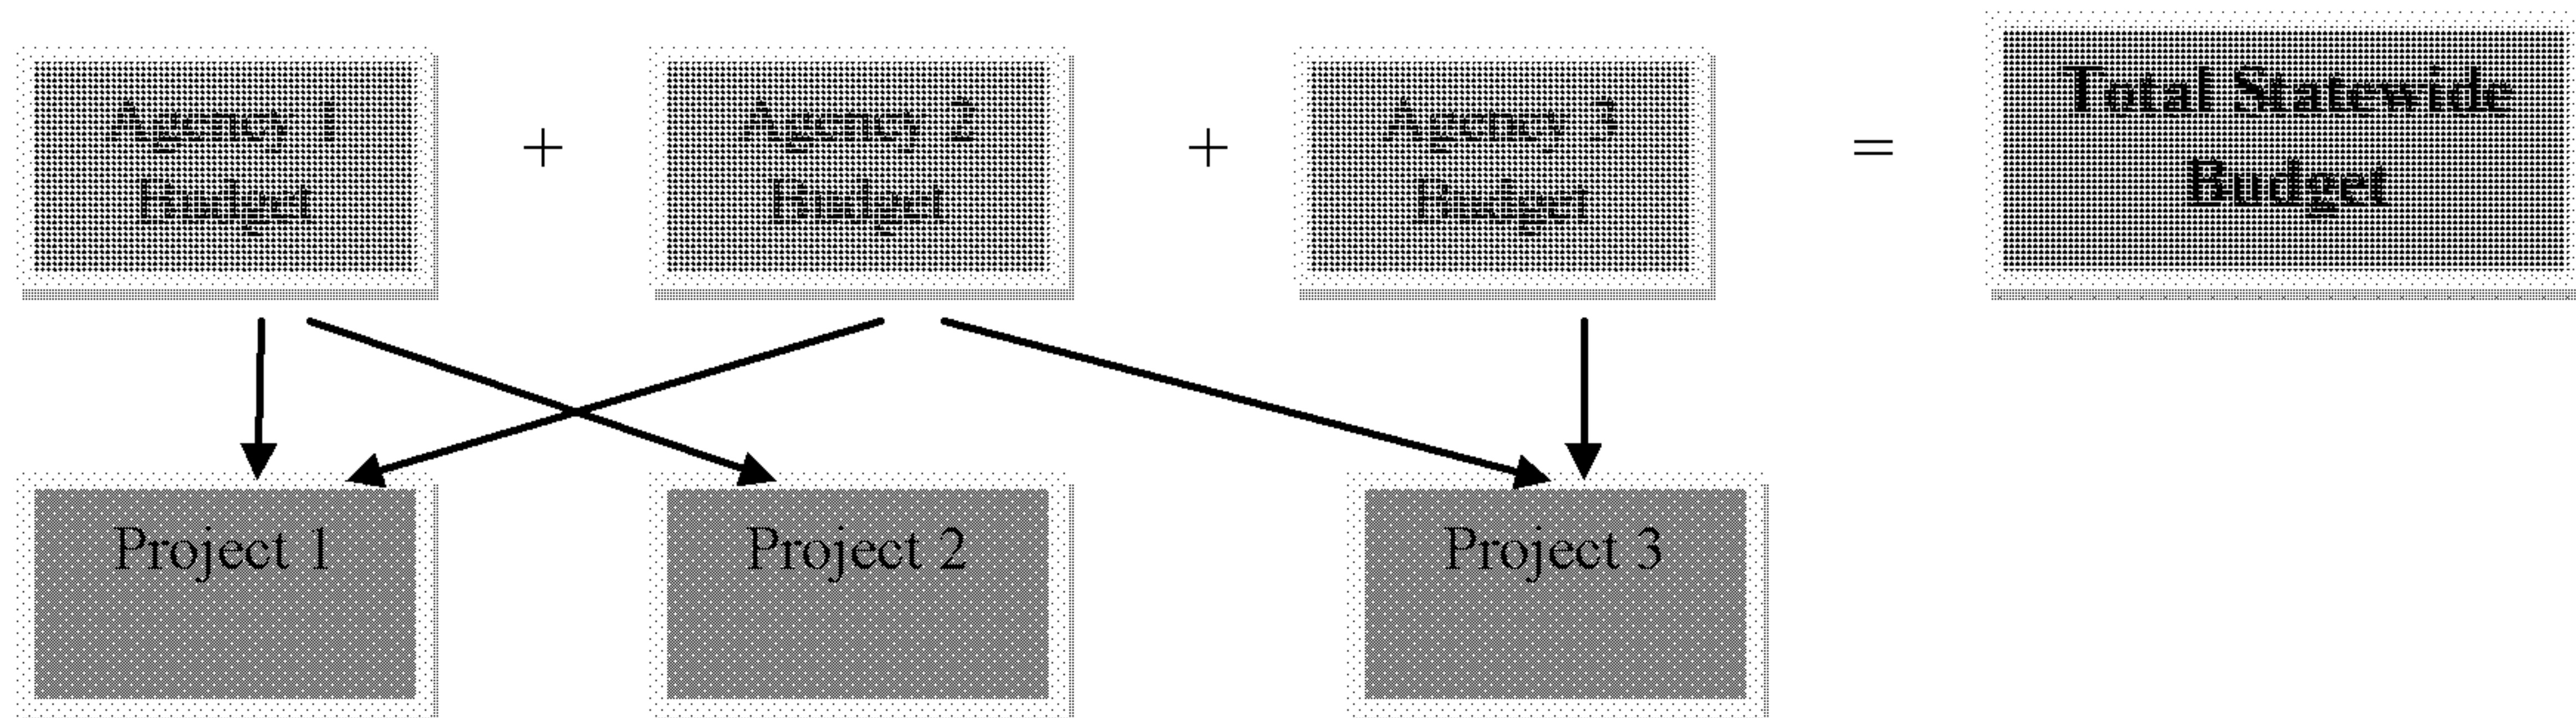 Agency 1
Budget
+
Agency 2
Budget
+
Agency 3
Budget
=
Total Statewide
Budget
Project 1
Project 2
Project 3